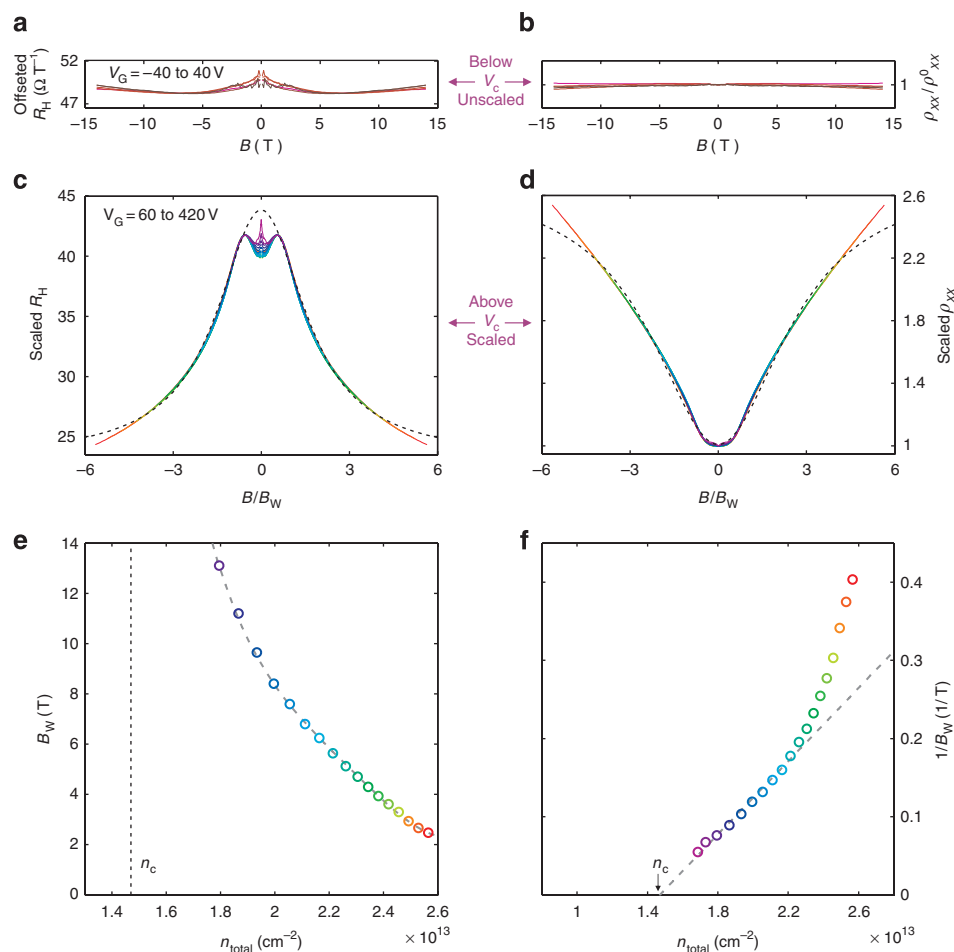 a
b
Offseted
R_H (Ω T⁻¹)
52
47
V_G = −40 to 40 V
−15 −10 −5 0 5 10 15
B (T)
Below
V_c
Unscaled
1
ρ_XX / ρ⁰_XX
−15 −10 −5 0 5 10 15
B (T)
c
d
Scaled R_H
45
40
35
30
25
V_G = 60 to 420 V
−6 −3 0 3 6
B/B_W
Above
V_c
Scaled
2.6
2.2
1.8
1.4
1
Scaled ρ_XX
−6 −3 0 3 6
B/B_W
e
f
B_W (T)
14
12
10
8
6
4
2
0
n_c
1.4 1.6 1.8 2 2.2 2.4 2.6
n_total (cm⁻²)
× 10¹³
0.4
0.3
0.2
0.1
0
1/B_W (1/T)
n_c
1 1.4 1.8 2.2 2.6
n_total (cm⁻²)
× 10¹³